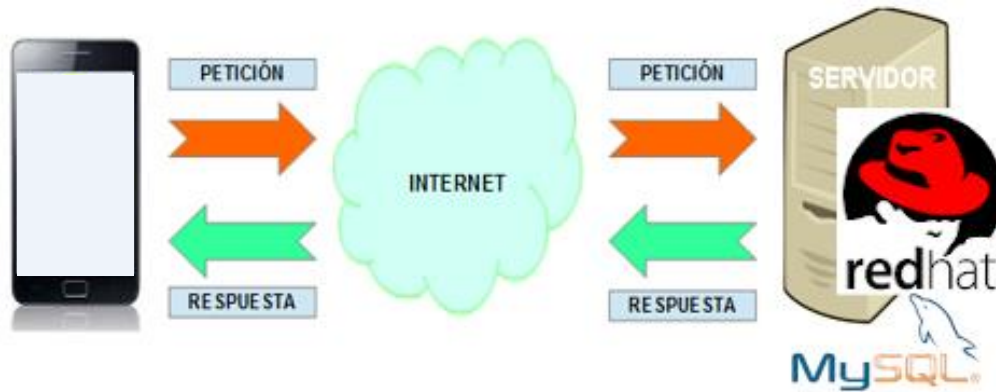 PETICIÓN
PETICIÓN
SERVIDOR
INTERNET
redhat
RESPUESTA
RESPUESTA
MySQL®